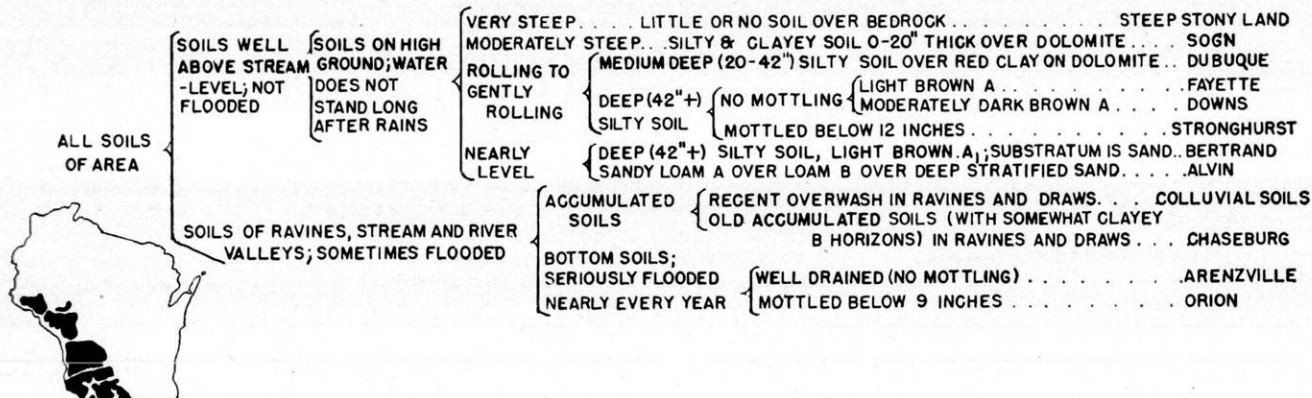 ALL SOILS
OF AREA
SOILS WELL
ABOVE STREAM
-LEVEL; NOT
FLOODED
SOILS ON HIGH
GROUND; WATER
DOES NOT
STAND LONG
AFTER RAINS
VERY STEEP..... LITTLE OR NO SOIL OVER BEDROCK.............. STEEP STONY LAND
MODERATELY STEEP... SILTY & CLAYEY SOIL 0-20" THICK OVER DOLOMITE.... SOGN
ROLLING TO
GENTLY
ROLLING
MEDIUM DEEP (20-42") SILTY SOIL OVER RED CLAY ON DOLOMITE.. DUBUQUE
DEEP (42"+)
SILTY SOIL
NO MOTTLING
LIGHT BROWN A........... FAYETTE
MODERATELY DARK BROWN A.... DOWNS
MOTTLED BELOW 12 INCHES.......... STRONGHURST
NEARLY
LEVEL
DEEP (42"+) SILTY SOIL, LIGHT BROWN.A₁; SUBSTRATUM IS SAND.. BERTRAND
SANDY LOAM A OVER LOAM B OVER DEEP STRATIFIED SAND..... ALVIN
SOILS OF RAVINES, STREAM AND RIVER
VALLEYS; SOMETIMES FLOODED
ACCUMULATED
SOILS
RECENT OVERWASH IN RAVINES AND DRAWS... COLLUVIAL SOILS
OLD ACCUMULATED SOILS (WITH SOMEWHAT CLAYEY
B HORIZONS) IN RAVINES AND DRAWS... CHASEBURG
BOTTOM SOILS;
SERIOUSLY FLOODED
NEARLY EVERY YEAR
WELL DRAINED (NO MOTTLING)........ ARENZVILLE
MOTTLED BELOW 9 INCHES......... ORION